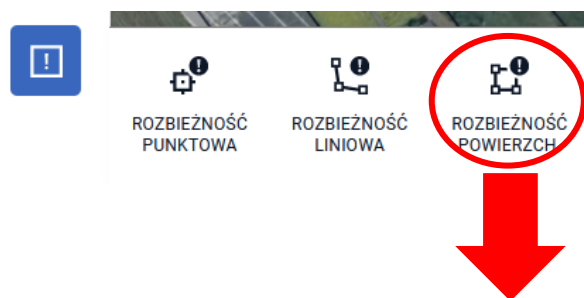 ROZBIEŻNOŚĆ
PUNKTOWA
ROZBIEŻNOŚĆ
LINIOWA
ROZBIEŻNOŚĆ
POWIERZCH